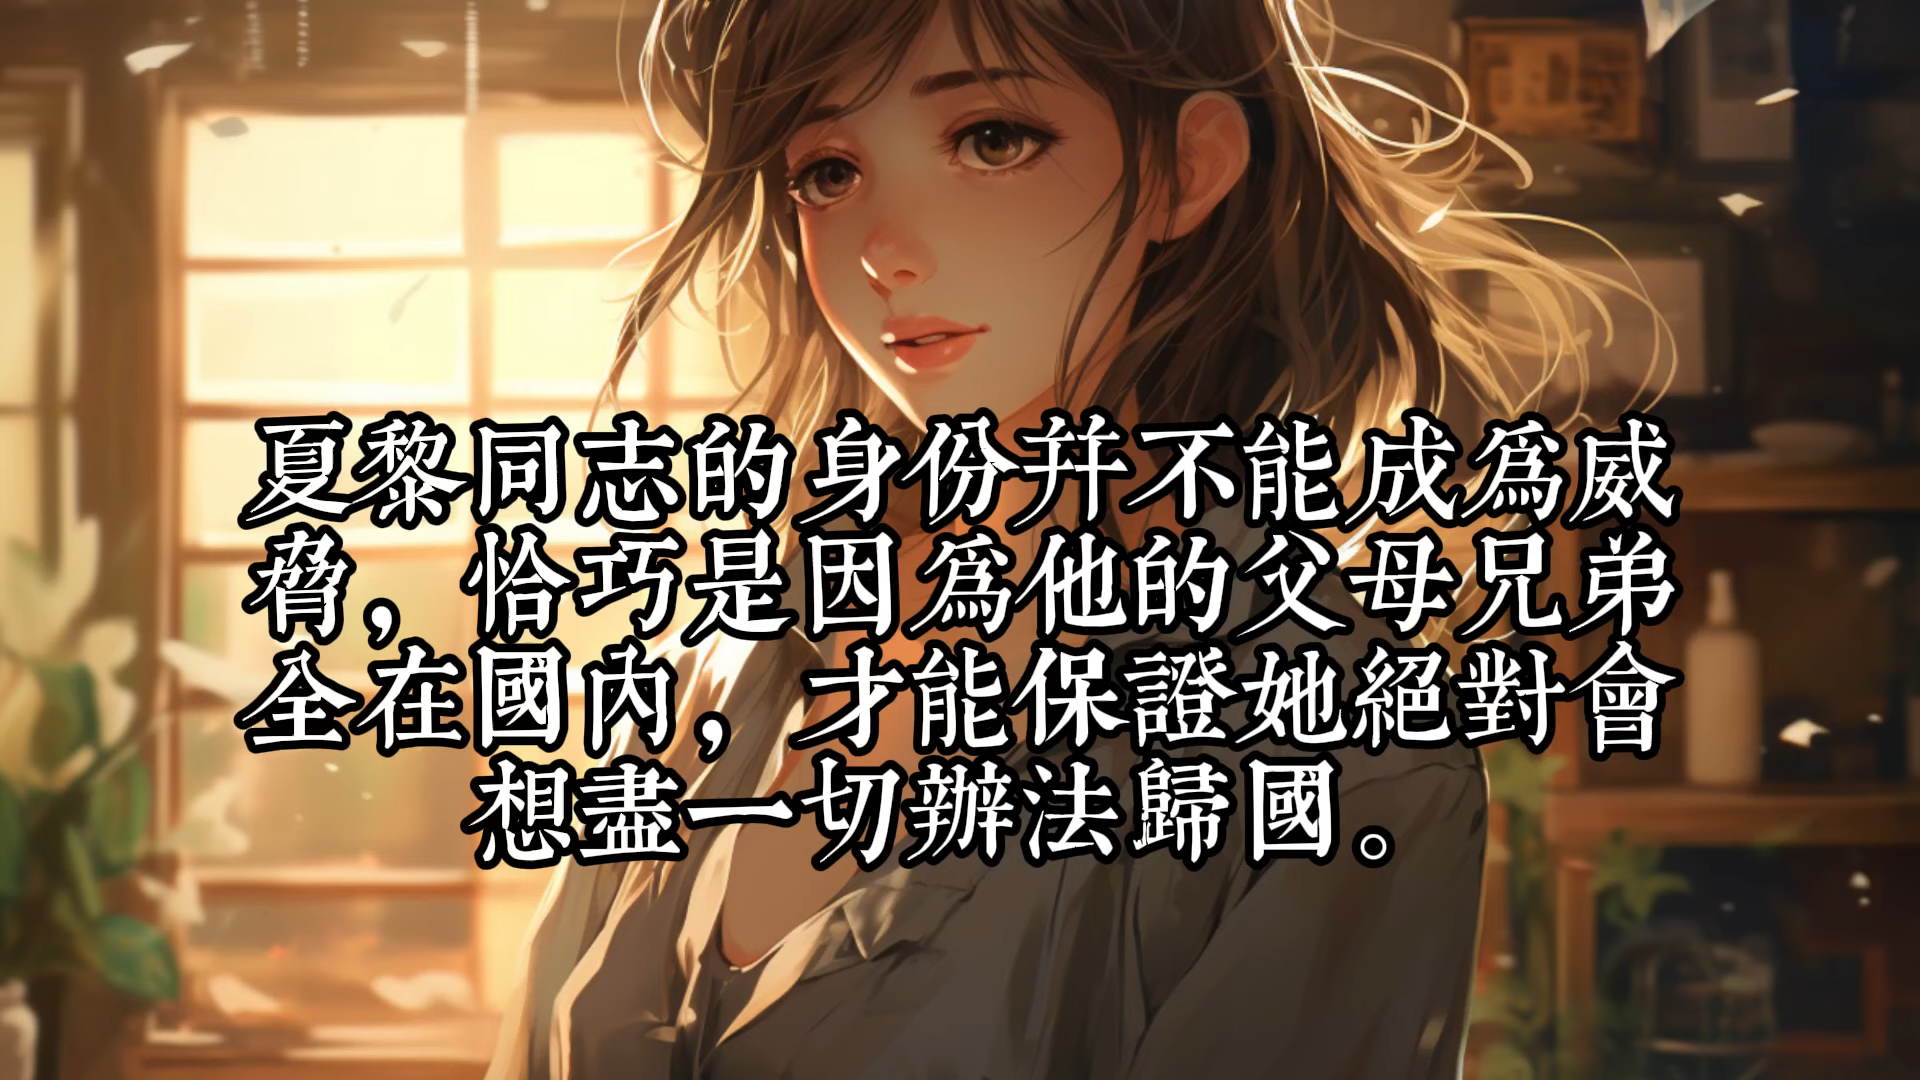 夏黎同志的身份并不能成爲威
脅，恰巧是因爲他的父母兄弟
全在國內，才能保證她絕對會
想盡一切辦法歸國。